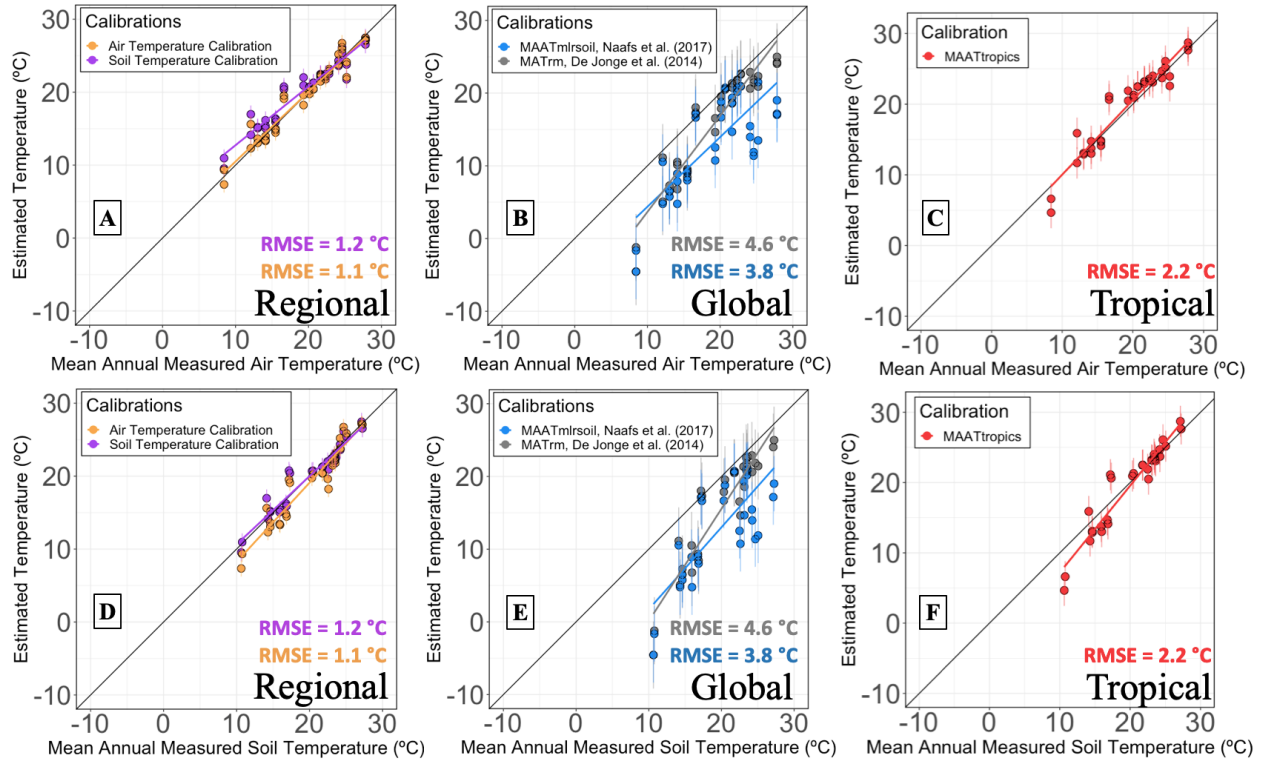 Calibrations
Air Temperature Calibration
Soil Temperature Calibration
30
20
10
0
-10
Estimated Temperature (ºC)
A
RMSE = 1.2 °C
RMSE = 1.1 °C
Regional
-10 0 10 20 30
Mean Annual Measured Air Temperature (ºC)
Calibrations
MAATmlrsoil, Naafs et al. (2017)
MATrm, De Jonge et al. (2014)
30
20
10
0
-10
Estimated Temperature (ºC)
B
RMSE = 4.6 °C
RMSE = 3.8 °C
Global
-10 0 10 20 30
Mean Annual Measured Air Temperature (ºC)
Calibration
MAATtropics
30
20
10
0
-10
Estimated Temperature (ºC)
C
RMSE = 2.2 °C
Tropical
-10 0 10 20 30
Mean Annual Measured Air Temperature (ºC)
Calibrations
Air Temperature Calibration
Soil Temperature Calibration
30
20
10
0
-10
Estimated Temperature (ºC)
D
RMSE = 1.2 °C
RMSE = 1.1 °C
Regional
-10 0 10 20 30
Mean Annual Measured Soil Temperature (ºC)
Calibrations
MAATmlrsoil, Naafs et al. (2017)
MATrm, De Jonge et al. (2014)
30
20
10
0
-10
Estimated Temperature (ºC)
E
RMSE = 4.6 °C
RMSE = 3.8 °C
Global
-10 0 10 20 30
Mean Annual Measured Soil Temperature (ºC)
Calibration
MAATtropics
30
20
10
0
-10
Estimated Temperature (ºC)
F
RMSE = 2.2 °C
Tropical
-10 0 10 20 30
Mean Annual Measured Soil Temperature (ºC)